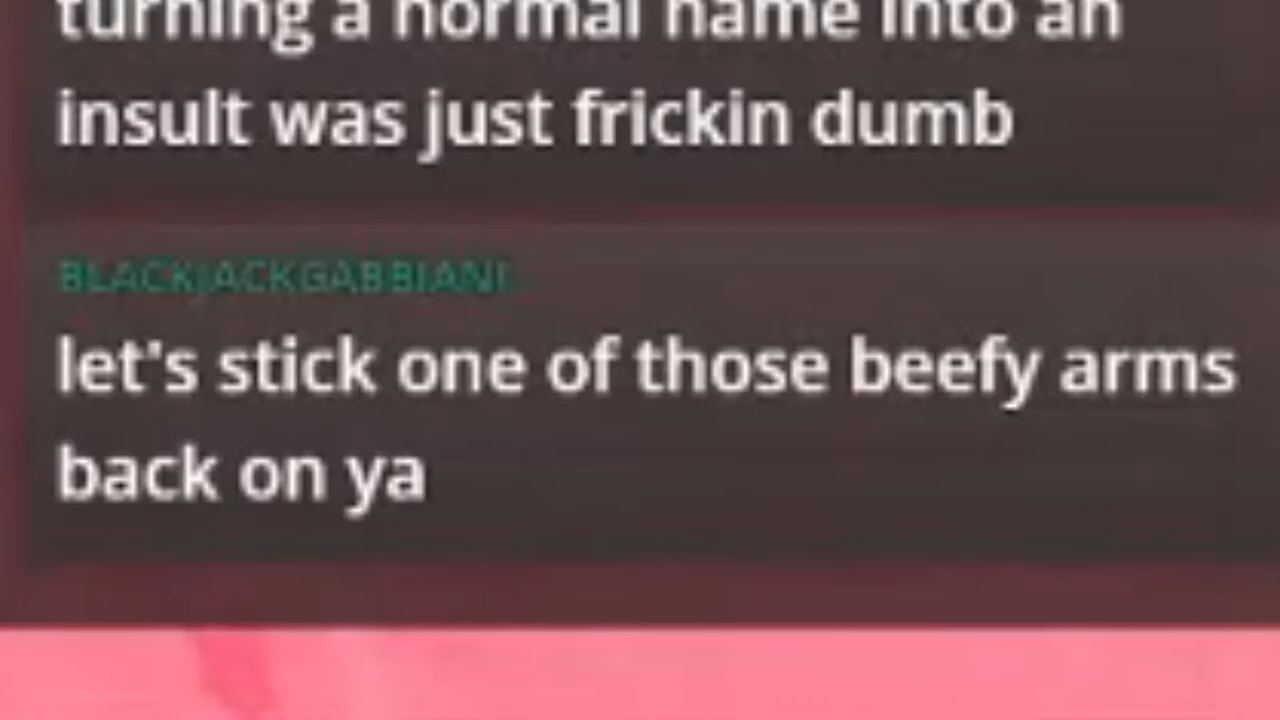 turning a normal name into an
insult was just frickin dumb
BLACKJACKGABBIANI
let's stick one of those beefy arms
back on ya